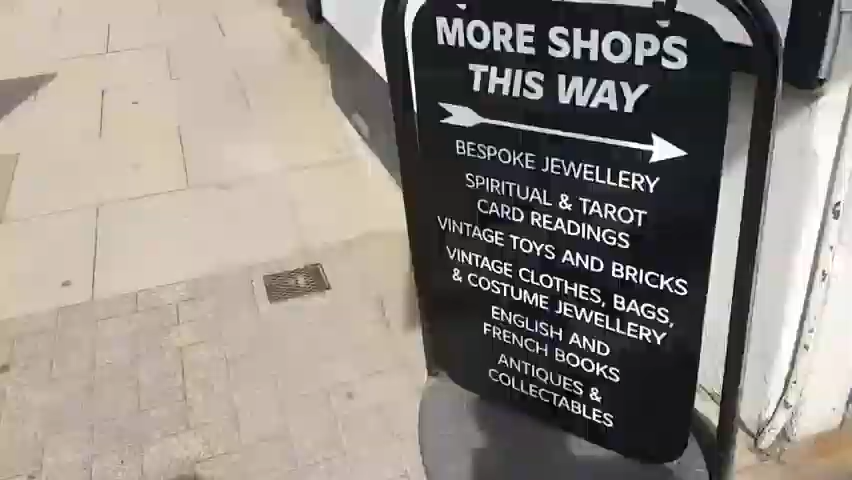 MORE SHOPS
THIS WAY
BESPOKE JEWELLERY
SPIRITUAL & TAROT
CARD READINGS
VINTAGE TOYS AND BRICKS
VINTAGE CLOTHES, BAGS,
& COSTUME JEWELLERY
ENGLISH AND
FRENCH BOOKS
ANTIQUES &
COLLECTABLES